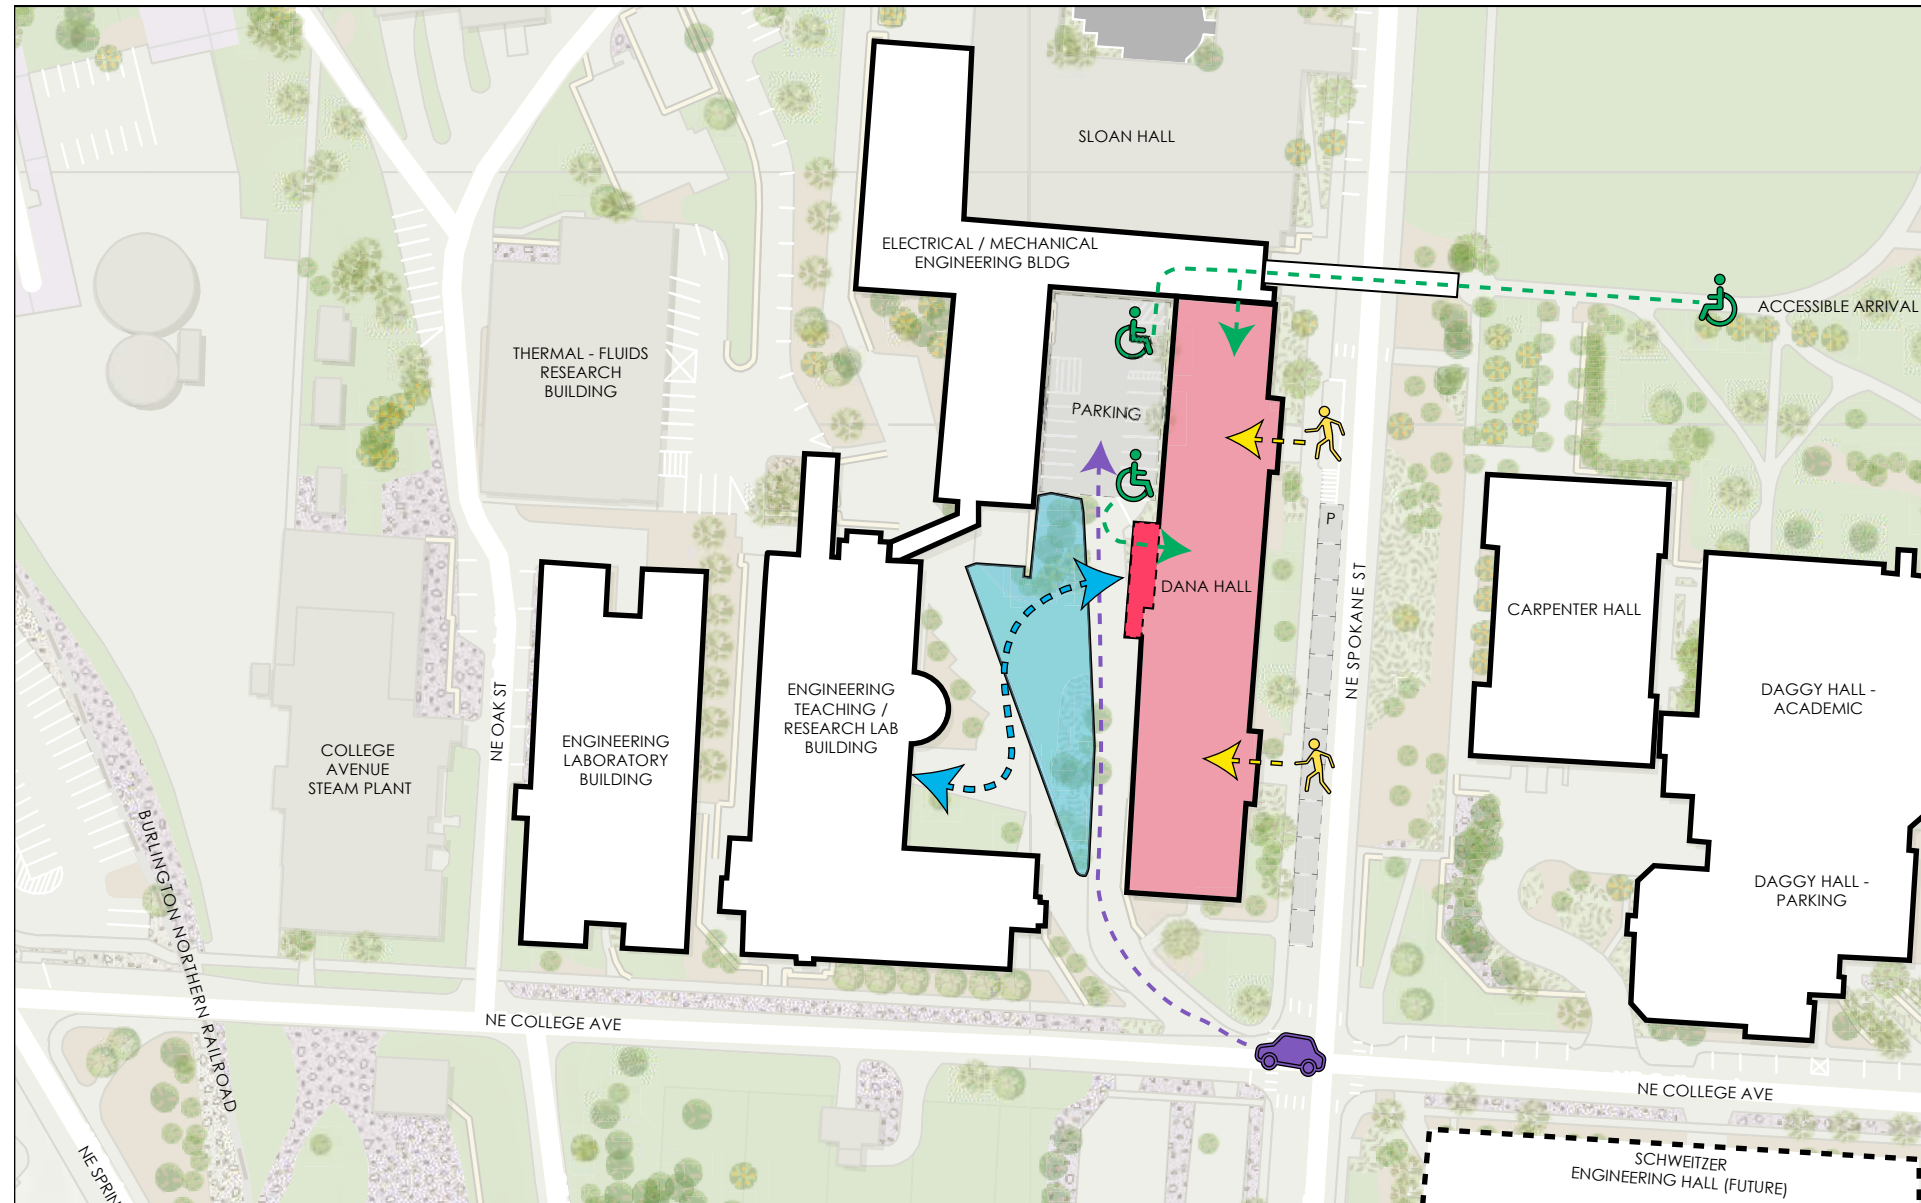 SLOAN HALL
ELECTRICAL / MECHANICAL
ENGINEERING BLDG
ACCESSIBLE ARRIVAL
THERMAL - FLUIDS
RESEARCH
BUILDING
PARKING
P
DANA HALL
NE SPOKANE ST
CARPENTER HALL
NE OAK ST
ENGINEERING
TEACHING /
RESEARCH LAB
BUILDING
DAGGY HALL -
ACADEMIC
COLLEGE
AVENUE
STEAM PLANT
ENGINEERING
LABORATORY
BUILDING
BURLINGTON NORTHERN RAILROAD
DAGGY HALL -
PARKING
NE COLLEGE AVE
NE COLLEGE AVE
NE SPRIN
SCHWEITZER
ENGINEERING HALL (FUTURE)